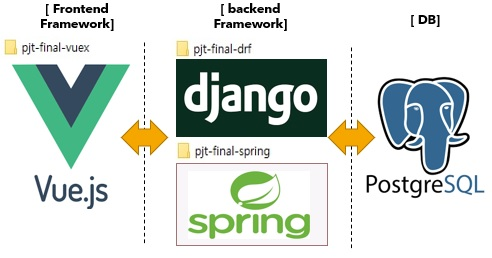 [ Frontend
Framework]
pjt-final-vuex
Vue.js
[ backend
Framework]
pjt-final-drf
django
pjt-final-spring
spring
[ DB]
PostgreSQL